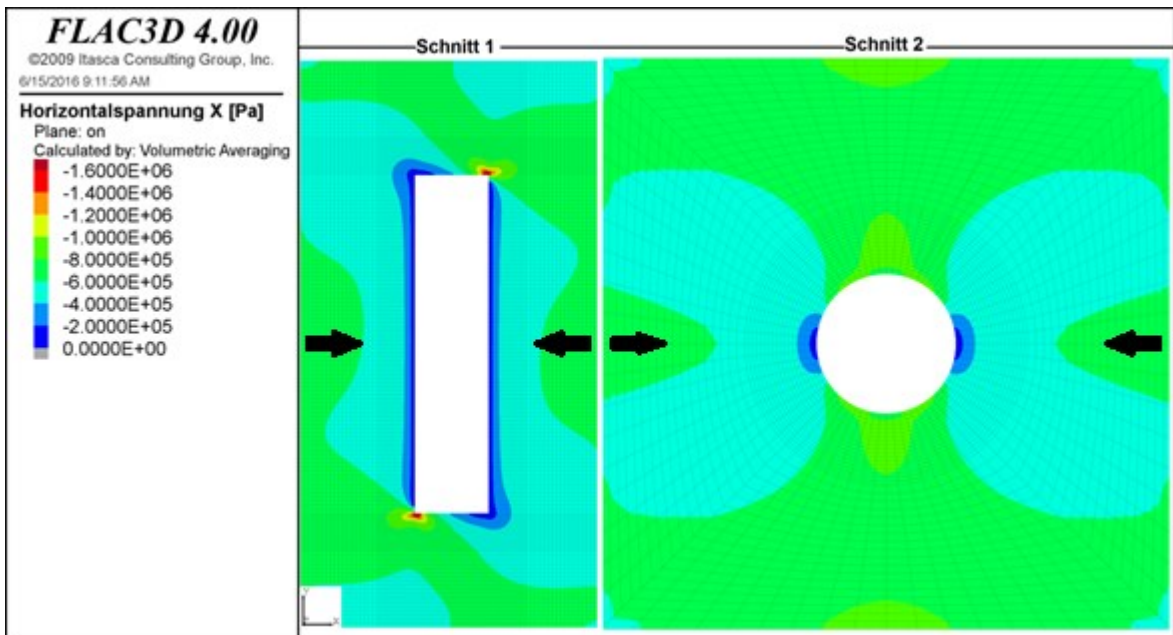 FLAC3D 4.00
©2009 Itasca Consulting Group, Inc.
6/15/2016 9:11:56 AM
Horizontalspannung X [Pa]
Plane: on
Calculated by: Volumetric Averaging
-1.6000E+06
-1.4000E+06
-1.2000E+06
-1.0000E+06
-8.0000E+05
-6.0000E+05
-4.0000E+05
-2.0000E+05
0.0000E+00
Schnitt 1
Schnitt 2
Y
X